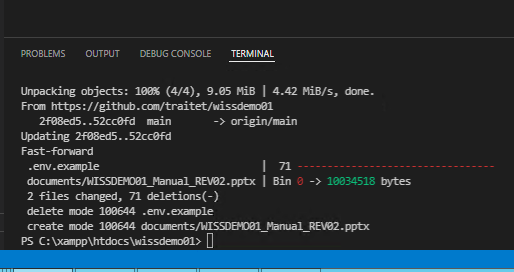 PROBLEMS OUTPUT DEBUG CONSOLE TERMINAL
Unpacking objects: 100% (4/4), 9.05 MiB | 4.42 MiB/s, done.
From https://github.com/traitet/wissdemo01
   2f08ed5..52cc0fd  main       -> origin/main
Updating 2f08ed5..52cc0fd
Fast-forward
 .env.example                        |  71 ---------------------------------
 documents/WISSDEMO01_Manual_REV02.pptx | Bin 0 -> 10034518 bytes
 2 files changed, 71 deletions(-)
 delete mode 100644 .env.example
 create mode 100644 documents/WISSDEMO01_Manual_REV02.pptx
PS C:\xampp\htdocs\wissdemo01>